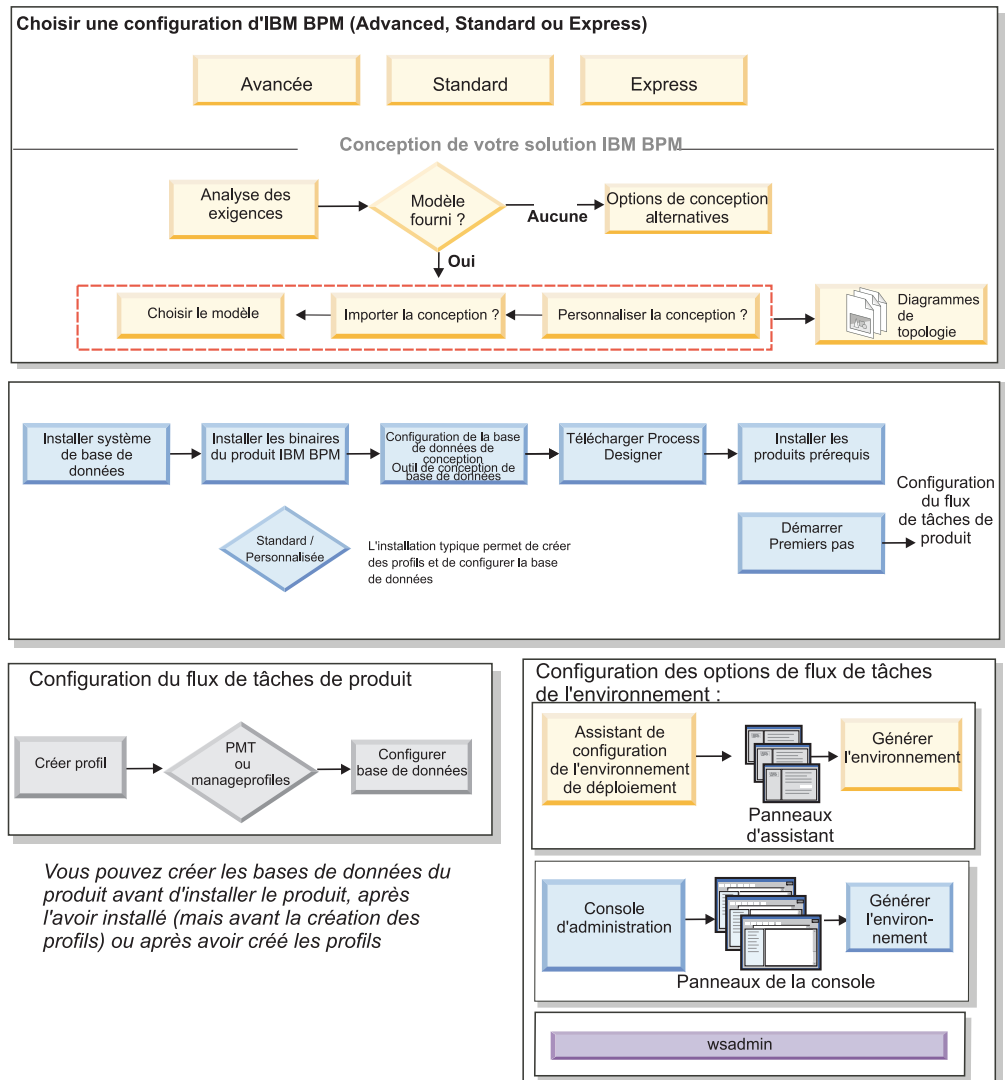 Choisir une configuration d'IBM BPM (Advanced, Standard ou Express)
Avancée
Standard
Express
Conception de votre solution IBM BPM
Analyse des
exigences
Modèle
fourni ?
Aucune
Options de conception
alternatives
Oui
Choisir le modèle
Importer la conception ?
Personnaliser la conception ?
Diagrammes
de
topologie
Installer système
de base de
données
Installer les binaires
du produit IBM BPM
Configuration de la base
de données de
conception
Outil de conception de
base de données
Télécharger Process
Designer
Installer les
produits prérequis
Configuration
du flux
de tâches de
produit
Standard /
Personnalisée
L'installation typique permet de créer
des profils et de configurer la base
de données
Démarrer
Premiers pas
Configuration du flux de tâches de produit
Créer profil
PMT
ou
manageprofiles
Configurer
base de données
Vous pouvez créer les bases de données du
produit avant d'installer le produit, après
l'avoir installé (mais avant la création des
profils) ou après avoir créé les profils
Configuration des options de flux de tâches
de l'environnement :
Assistant de
configuration
de l'environnement
de déploiement
Panneaux
d'assistant
Générer
l'environnement
Console
d'administration
Panneaux de la console
Générer
l'environ-
nement
wsadmin